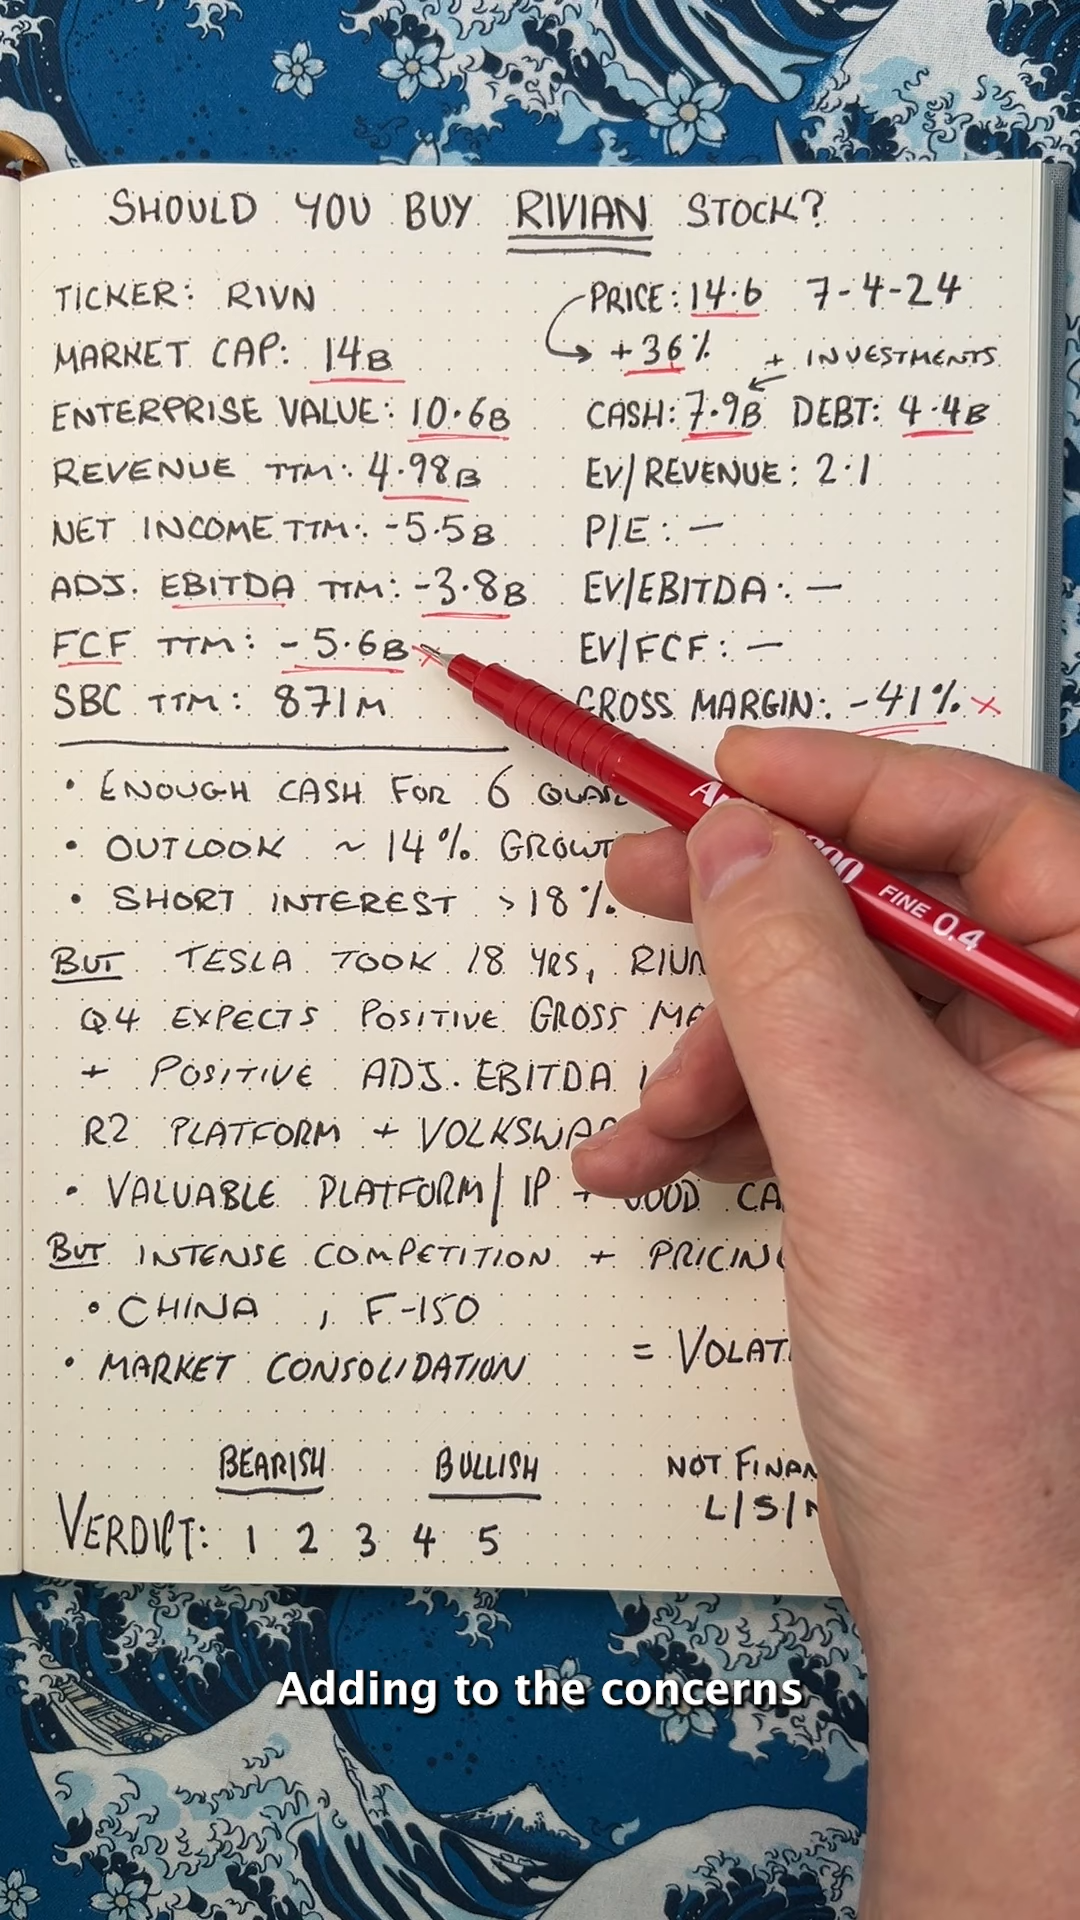 SHOULD YOU BUY RIVIAN STOCK?
TICKER: RIVN
PRICE: 14.6 7-4-24
MARKET CAP: 14B
+36% + INVESTMENTS
ENTERPRISE VALUE: 10.6B
CASH: 7.9B DEBT: 4.4B
REVENUE TTM: 4.98B
EV/REVENUE: 2.1
NET INCOME TTM: -5.5B
P/E: —
ADJ. EBITDA TTM: -3.8B
EV/EBITDA: —
FCF TTM: -5.6B x
EV/FCF: —
SBC TTM: 871M
GROSS MARGIN: -41% x
• ENOUGH CASH FOR 6
• OUTLOOK ~14%
• SHORT INTEREST >18%
BUT TESLA TOOK 18 YRS,
Q4 EXPECTS POSITIVE GROSS
+ POSITIVE ADJ. EBITDA
R2 PLATFORM +
• VALUABLE PLATFORM/IP + GOOD
BUT INTENSE COMPETITION +
• CHINA, F-150
• MARKET CONSOLIDATION
=
BEARISH BULLISH
NOT
VERDICT: 1 2 3 4 5
L/S/
FINE 0.4
Adding to the concerns